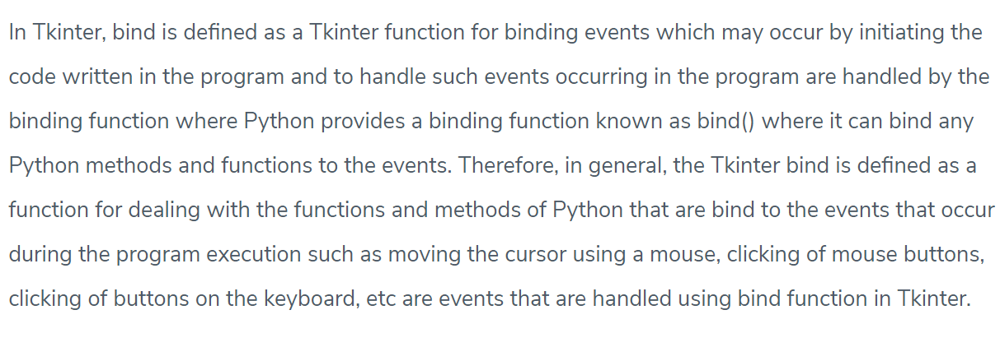 In Tkinter, bind is defined as a Tkinter function for binding events which may occur by initiating the
code written in the program and to handle such events occurring in the program are handled by the
binding function where Python provides a binding function known as bind() where it can bind any
Python methods and functions to the events. Therefore, in general, the Tkinter bind is defined as a
function for dealing with the functions and methods of Python that are bind to the events that occur
during the program execution such as moving the cursor using a mouse, clicking of mouse buttons,
clicking of buttons on the keyboard, etc are events that are handled using bind function in Tkinter.